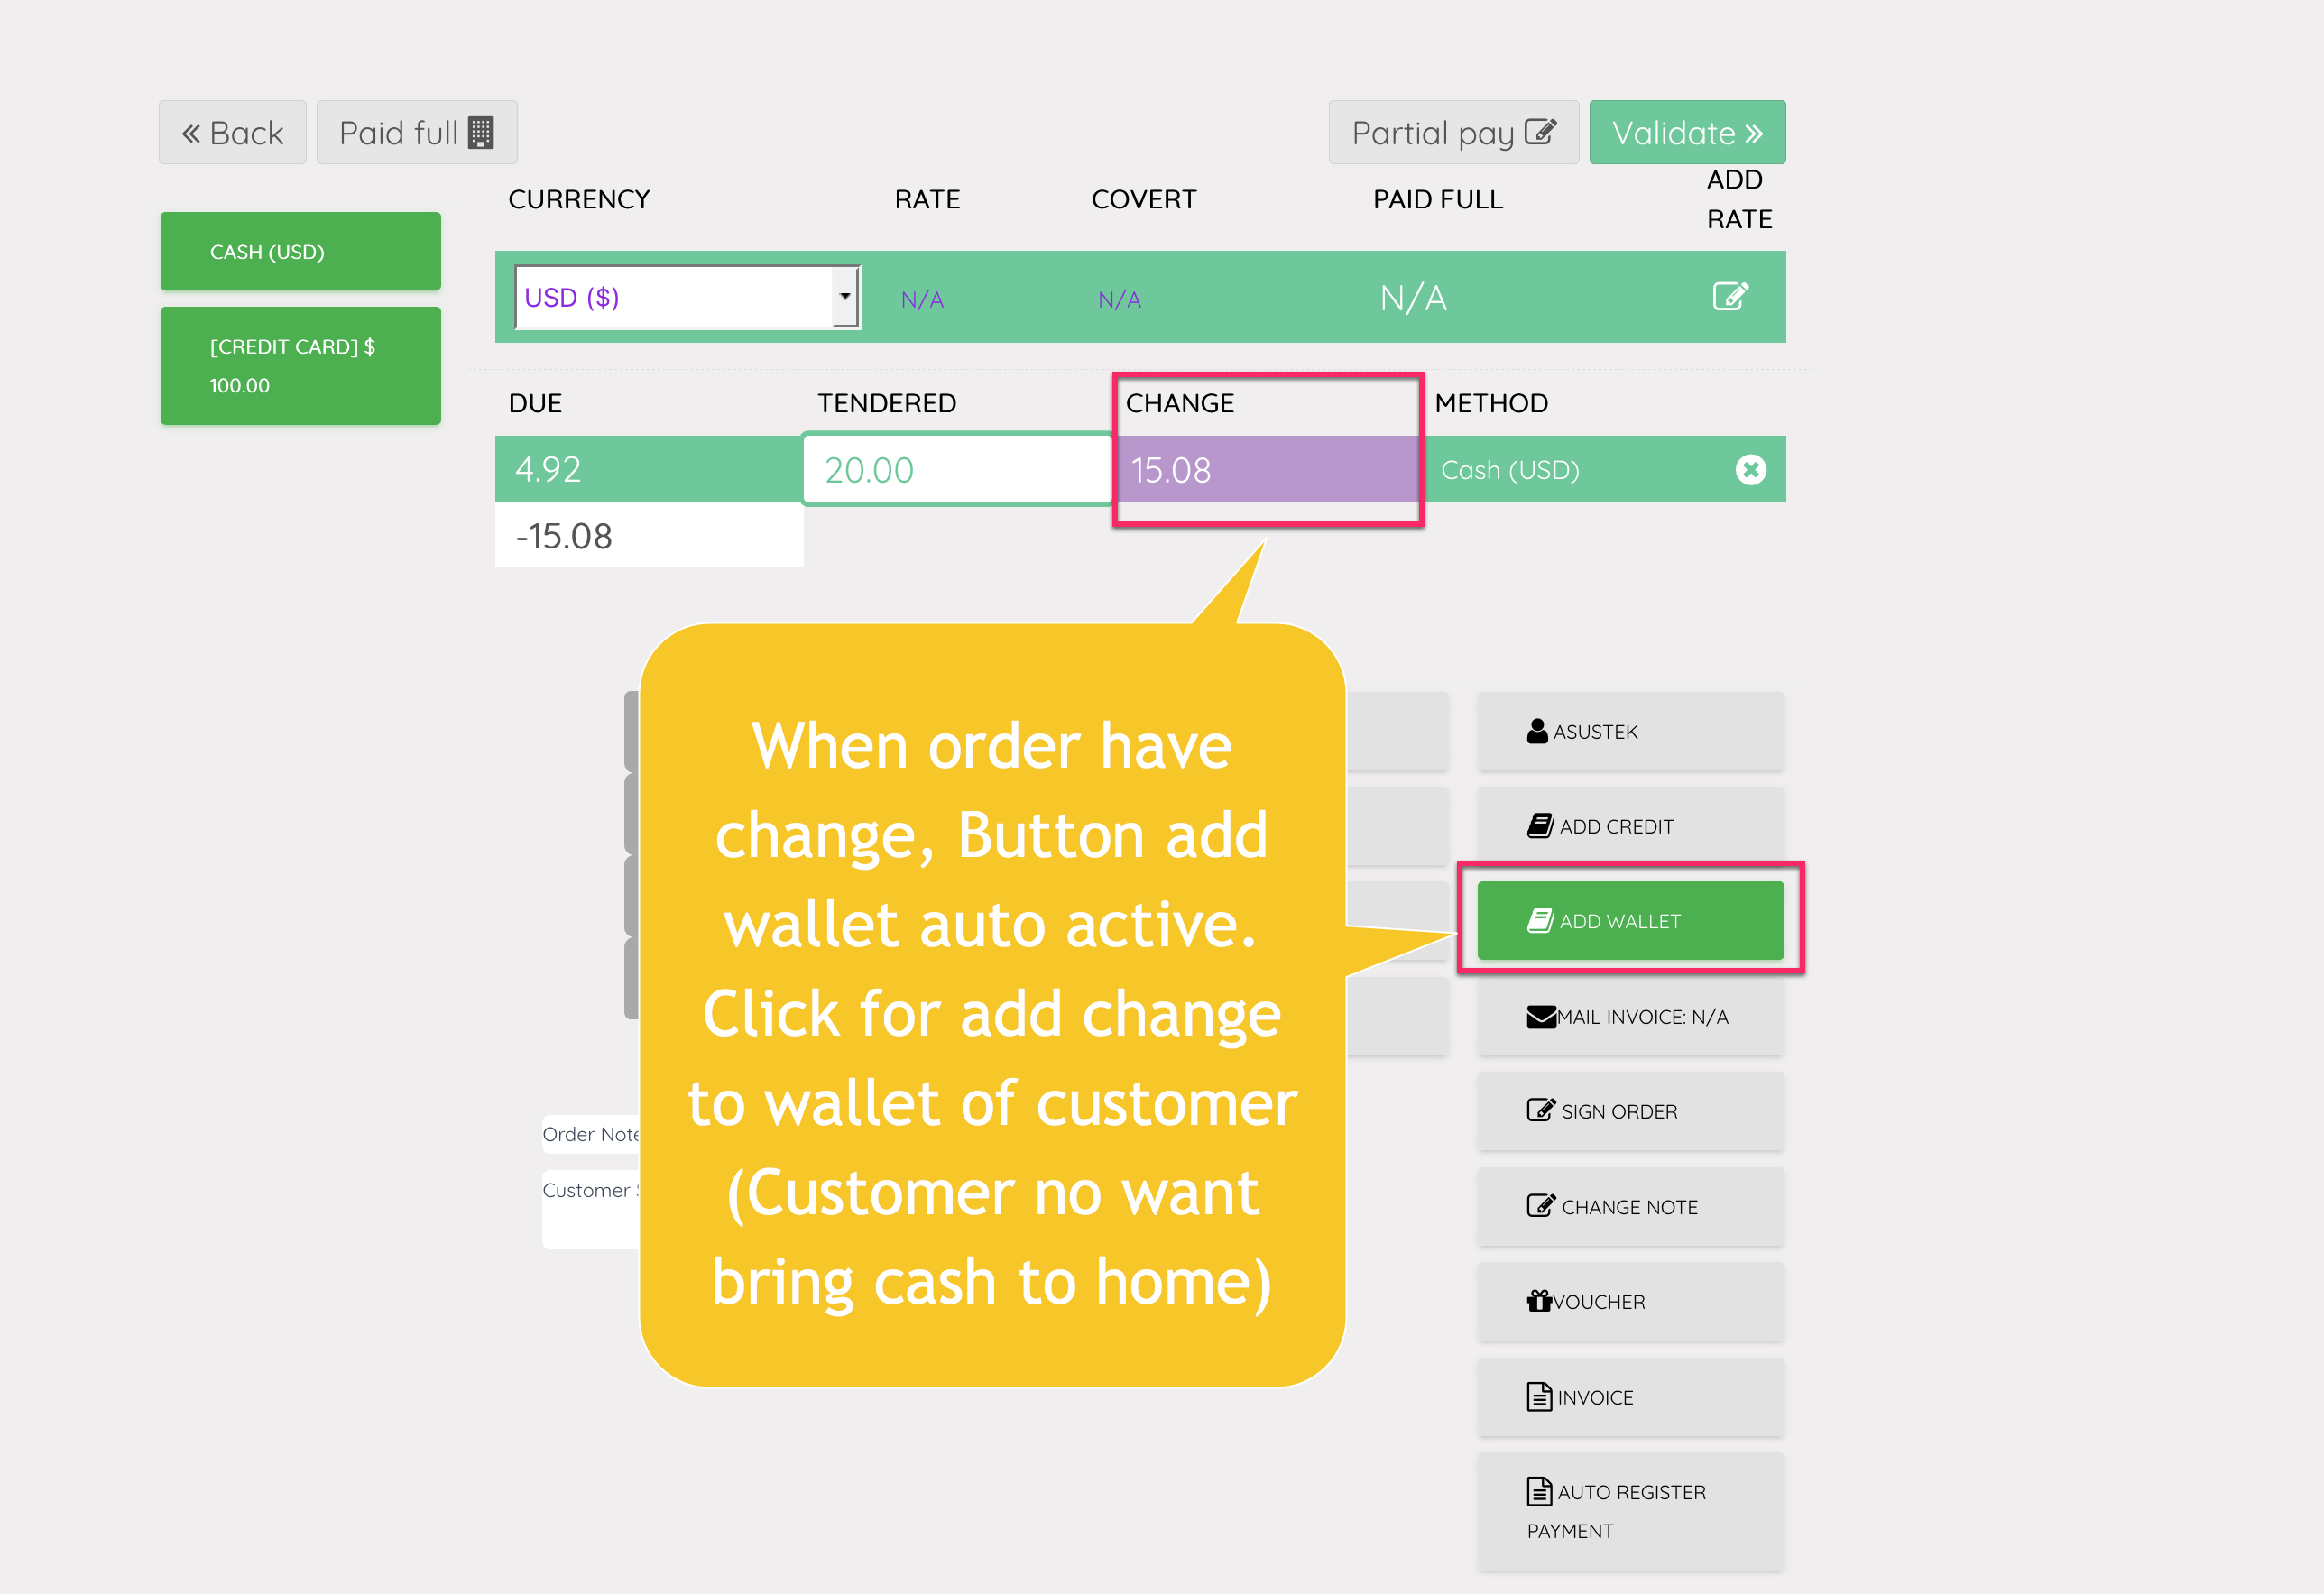 Back
Paid full
Partial pay
Validate
CURRENCY
RATE
COVERT
PAID FULL
ADD
RATE
CASH (USD)
[CREDIT CARD] $
100.00
USD ($)
N/A
N/A
N/A
DUE
TENDERED
CHANGE
METHOD
4.92
20.00
15.08
Cash (USD)
-15.08
When order have
change, Button add
wallet auto active.
Click for add change
to wallet of customer
(Customer no want
bring cash to home)
Order Note
Customer
ASUSTEK
ADD CREDIT
ADD WALLET
MAIL INVOICE: N/A
SIGN ORDER
CHANGE NOTE
VOUCHER
INVOICE
AUTO REGISTER
PAYMENT